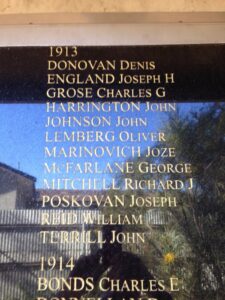 1913
DONOVAN DENIS
ENGLAND JOSEPH H
GROSE CHARLES G
HARRINGTON JOHN
JOHNSON JOHN
LEMBERG OLIVER
MARINOVICH JOZE
MCFARLANE GEORGE
MITCHELL RICHARD J
POSKOVAN JOSEPH
REID WILLIAM
TERRILL JOHN
1914
BONDS CHARLES E